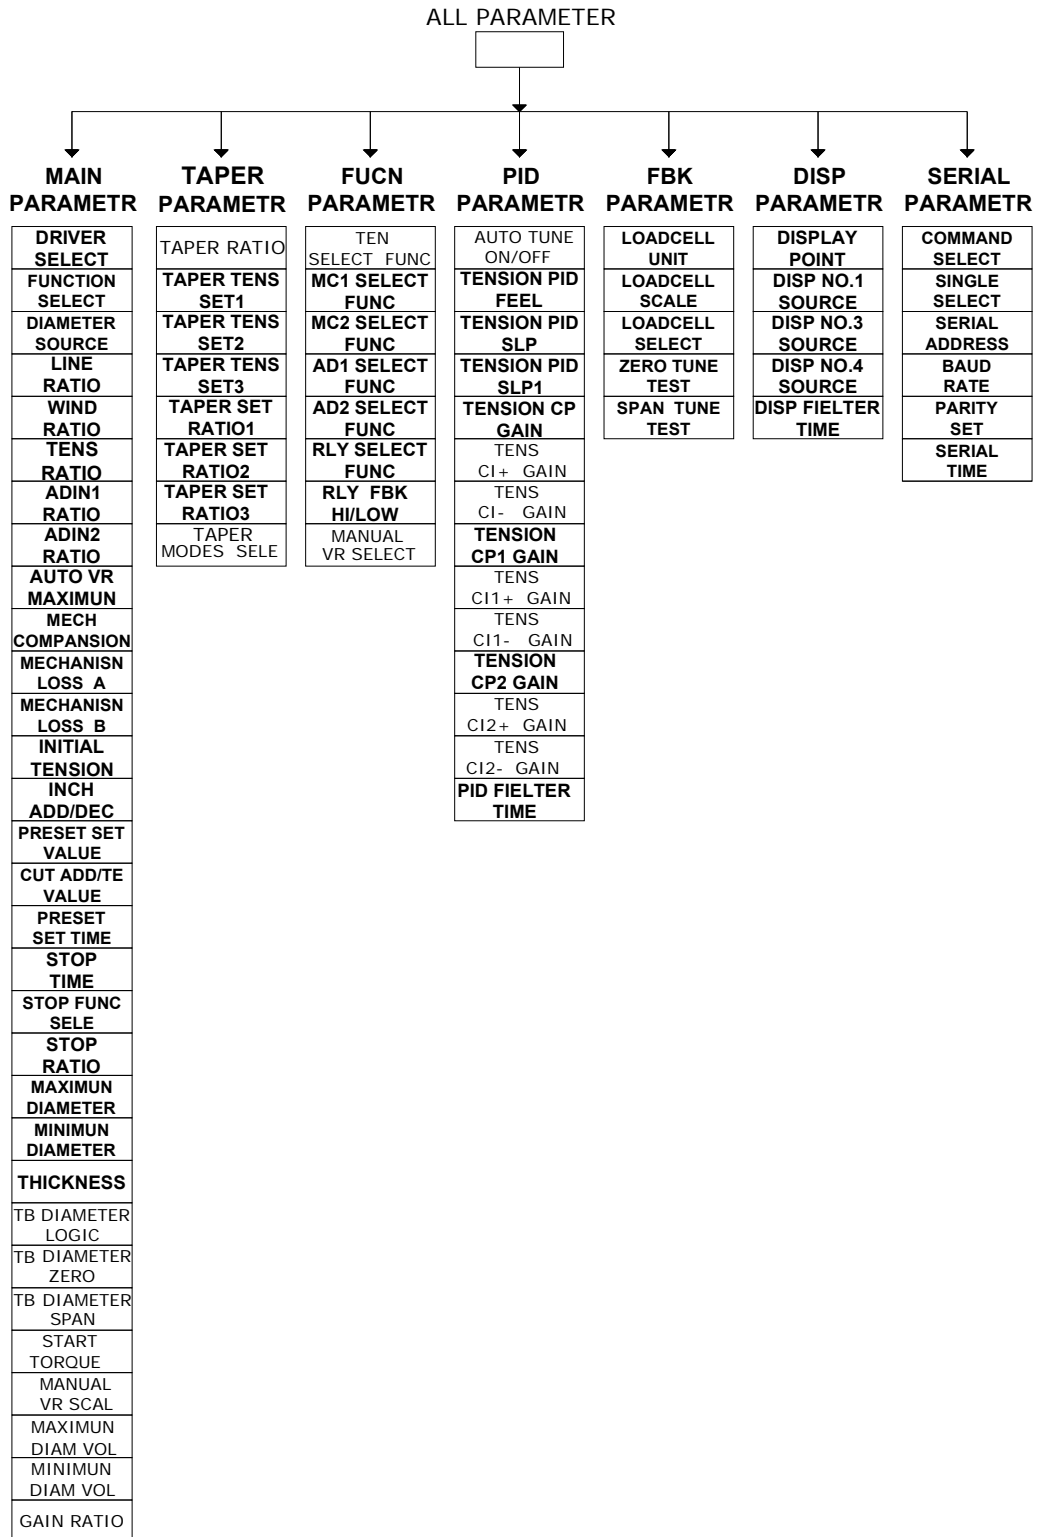 ALL PARAMETER
MAIN
PARAMETR
DRIVER
SELECT
FUNCTION
SELECT
DIAMETER
SOURCE
LINE
RATIO
WIND
RATIO
TENS
RATIO
ADIN1
RATIO
ADIN2
RATIO
AUTO VR
MAXIMUN
MECH
COMPANSION
MECHANISN
LOSS A
MECHANISN
LOSS B
INITIAL
TENSION
INCH
ADD/DEC
PRESET SET
VALUE
CUT ADD/TE
VALUE
PRESET
SET TIME
STOP
TIME
STOP FUNC
SELE
STOP
RATIO
MAXIMUN
DIAMETER
MINIMUN
DIAMETER
THICKNESS
TB DIAMETER
LOGIC
TB DIAMETER
ZERO
TB DIAMETER
SPAN
START
TORQUE
MANUAL
VR SCAL
MAXIMUN
DIAM VOL
MINIMUN
DIAM VOL
GAIN RATIO
TAPER
PARAMETR
TAPER RATIO
TAPER TENS
SET1
TAPER TENS
SET2
TAPER TENS
SET3
TAPER SET
RATIO1
TAPER SET
RATIO2
TAPER SET
RATIO3
TAPER
MODES SELE
FUCN
PARAMETR
TEN
SELECT FUNC
MC1 SELECT
FUNC
MC2 SELECT
FUNC
AD1 SELECT
FUNC
AD2 SELECT
FUNC
RLY SELECT
FUNC
RLY FBK
HI/LOW
MANUAL
VR SELECT
PID
PARAMETR
AUTO TUNE
ON/OFF
TENSION PID
FEEL
TENSION PID
SLP
TENSION PID
SLP1
TENSION CP
GAIN
TENS
CI+ GAIN
TENS
CI- GAIN
TENSION
CP1 GAIN
TENS
CI1+ GAIN
TENS
CI1- GAIN
TENSION
CP2 GAIN
TENS
CI2+ GAIN
TENS
CI2- GAIN
PID FIELTER
TIME
FBK
PARAMETR
LOADCELL
UNIT
LOADCELL
SCALE
LOADCELL
SELECT
ZERO TUNE
TEST
SPAN TUNE
TEST
DISP
PARAMETR
DISPLAY
POINT
DISP NO.1
SOURCE
DISP NO.3
SOURCE
DISP NO.4
SOURCE
DISP FIELTER
TIME
SERIAL
PARAMETR
COMMAND
SELECT
SINGLE
SELECT
SERIAL
ADDRESS
BAUD
RATE
PARITY
SET
SERIAL
TIME